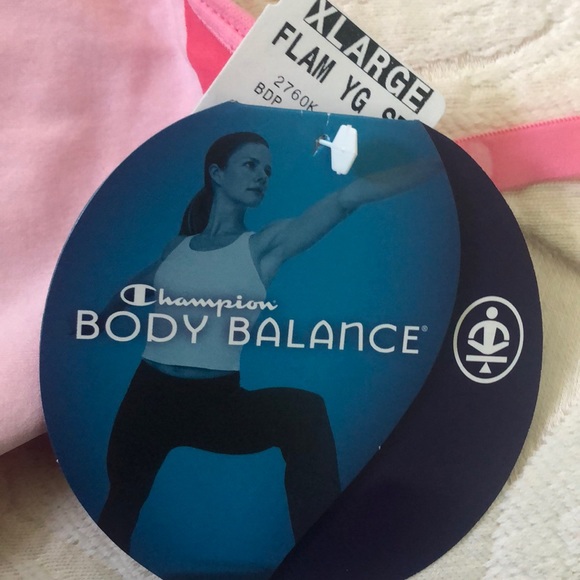 XLARGE
FLAM YG
2760K
BDP
Champion
BODY BALANCE®